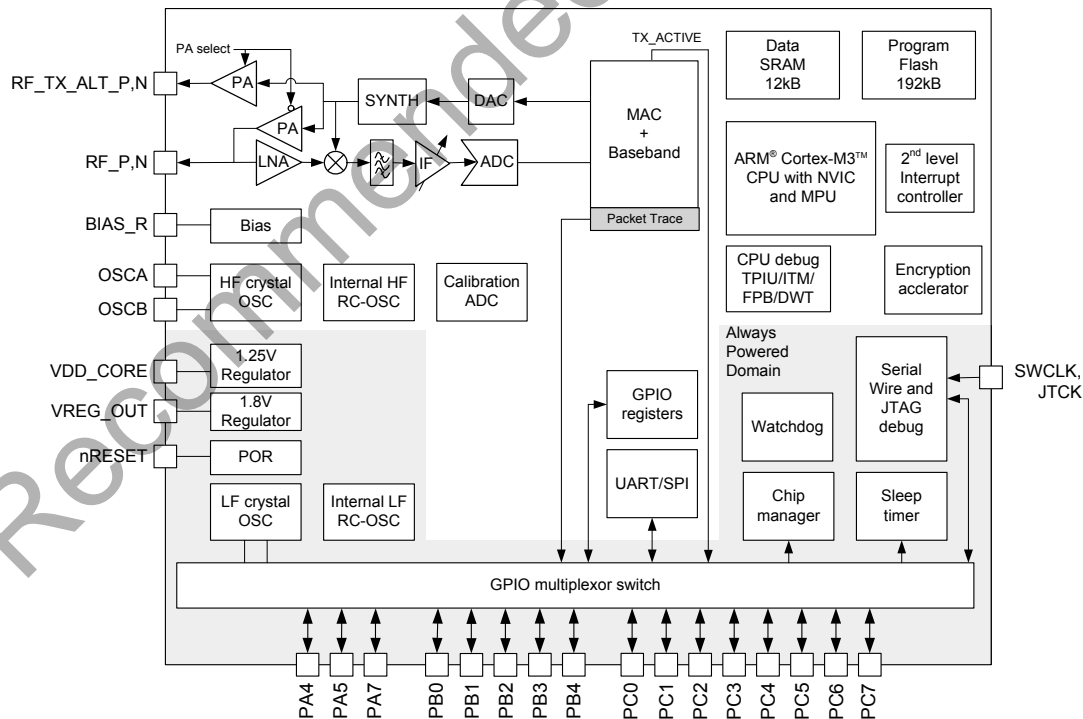 TX_ACTIVE
PA select
RF_TX_ALT_P,N
PA
SYNTH
DAC
MAC
+
Baseband
Data
SRAM
12kB
Program
Flash
192kB
PA
RF_P,N
LNA
IF
ADC
ARM® Cortex-M3™
CPU with NVIC
and MPU
2nd level
Interrupt
controller
Packet Trace
BIAS_R
Bias
OSCA
OSCB
HF crystal
OSC
Internal HF
RC-OSC
Calibration
ADC
CPU debug
TPIU/ITM/
FPB/DWT
Encryption
acclerator
Always
Powered
Domain
VDD_CORE
1.25V
Regulator
VREG_OUT
1.8V
Regulator
nRESET
POR
GPIO
registers
Watchdog
Serial
Wire and
JTAG
debug
SWCLK,
JTCK
LF crystal
OSC
Internal LF
RC-OSC
UART/SPI
Chip
manager
Sleep
timer
GPIO multiplexor switch
PA4
PA5
PA7
PB0
PB1
PB2
PB3
PB4
PC0
PC1
PC2
PC3
PC4
PC5
PC6
PC7
Recommended